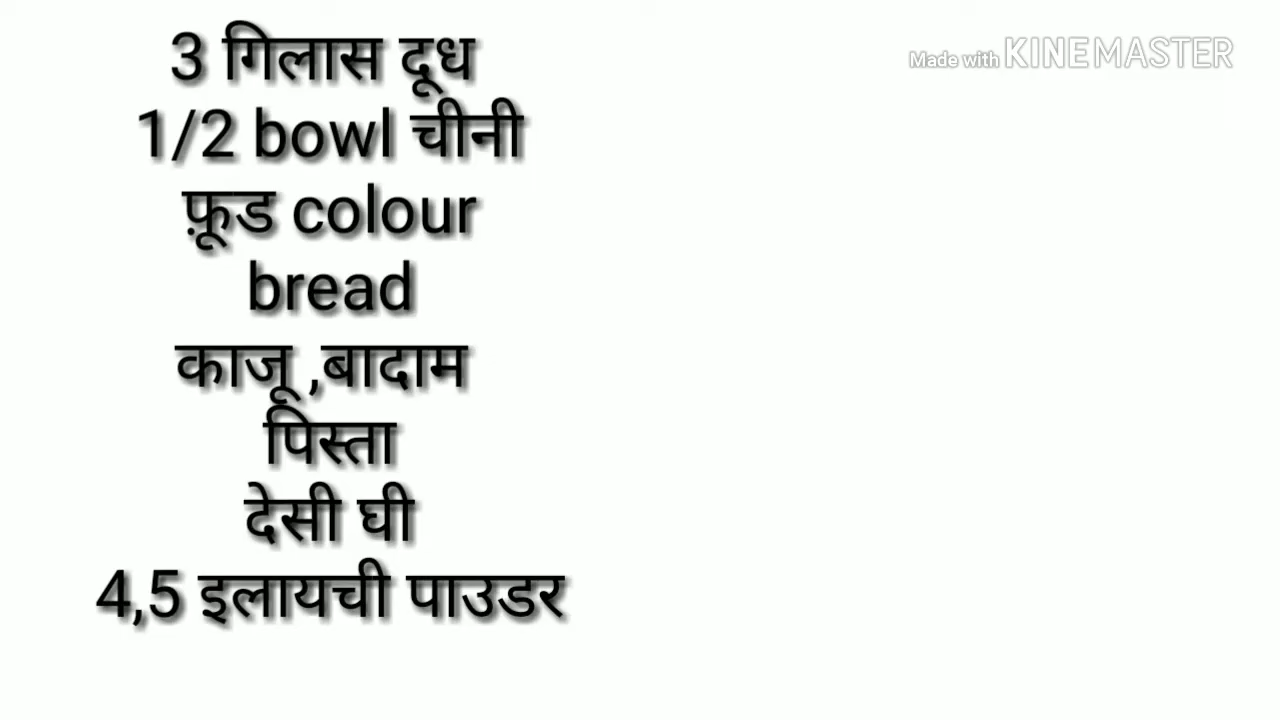 3 गिलास दूध
Made with KINEMASTER
1/2 bowl चीनी
फ़ूड colour
bread
काजू ,बादाम
पिस्ता
देसी घी
4,5 इलायची पाउडर